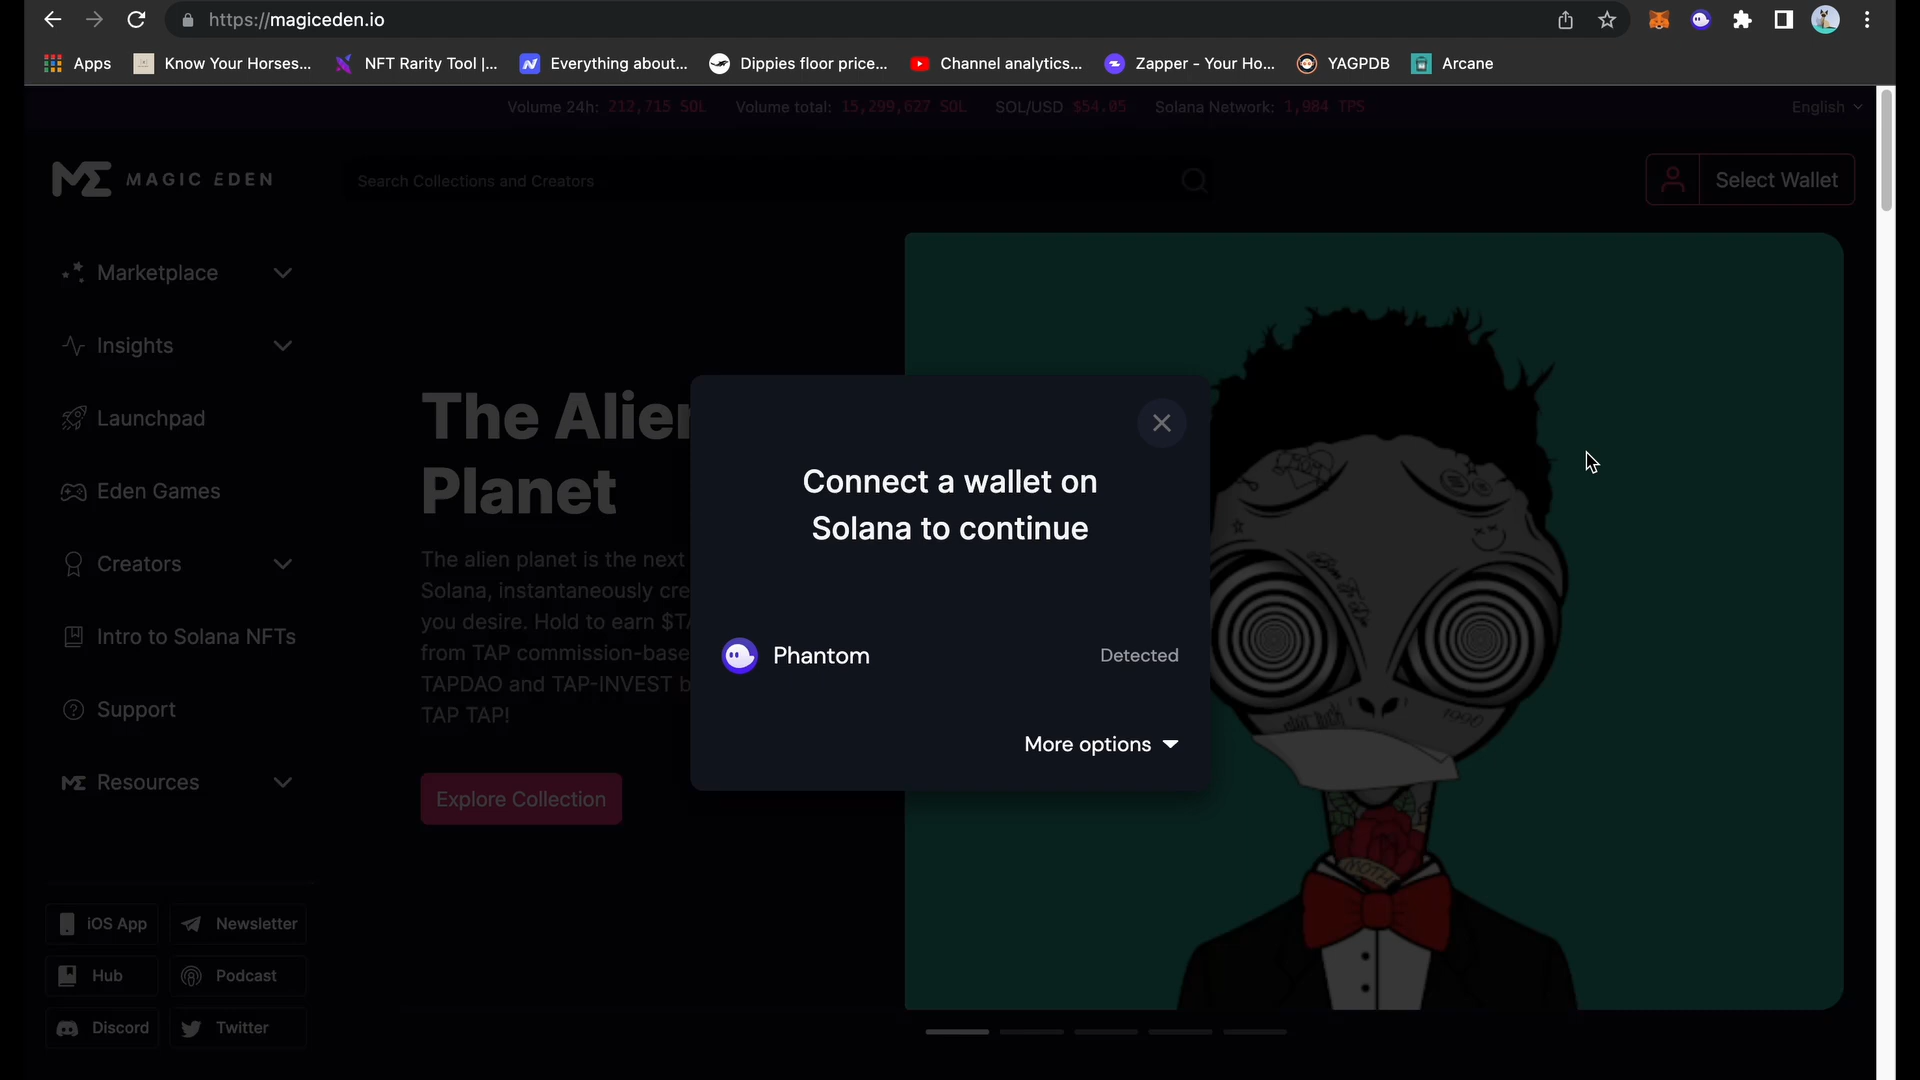 https://magiceden.io
Apps
Know Your Horses...
NFT Rarity Tool |...
Everything about...
Dippies floor price...
Channel analytics...
Zapper - Your Ho...
YAGPDB
Arcane
Volume 24h: 212,715 SOL
Volume total: 15,299,627 SOL
SOL/USD $54.05
Solana Network: 1,984 TPS
English
MAGIC EDEN
Search Collections and Creators
Select Wallet
Marketplace
Insights
Launchpad
Eden Games
Creators
Intro to Solana NFTs
Support
Resources
iOS App
Newsletter
Hub
Podcast
Discord
Twitter
The Alien
Planet
The alien planet is the next
Solana, instantaneously cre
you desire. Hold to earn $TA
from TAP commission-base
TAPDAO and TAP-INVEST b
TAP TAP!
Explore Collection
Connect a wallet on
Solana to continue
Phantom
Detected
More options
1990
MOTH